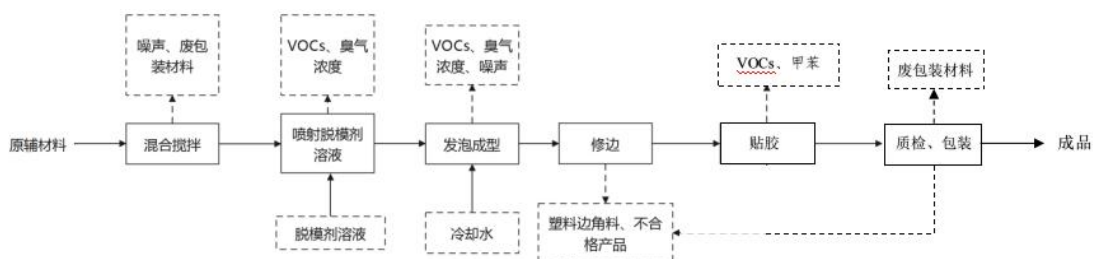 噪声、废包
装材料
VOCs、臭气
浓度
VOCs、臭气
浓度、噪声
VOCs、甲苯
废包装材料
原辅材料
混合搅拌
喷射脱模剂
溶液
发泡成型
修边
贴胶
质检、包装
成品
脱模剂溶液
冷却水
塑料边角料、不合
格产品